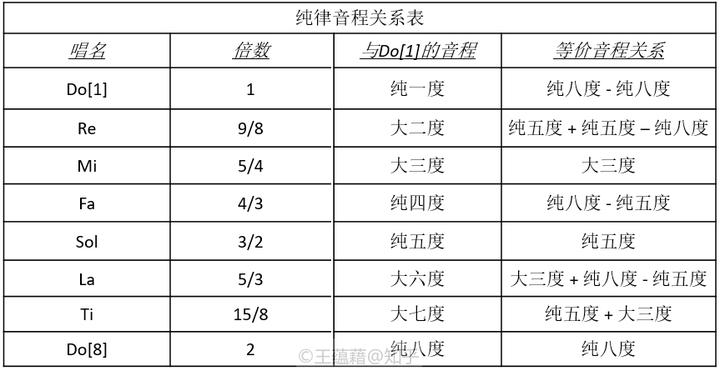 纯律音程关系表
唱名 倍数 与Do[1]的音程 等价音程关系
Do[1] 1 纯一度 纯八度 - 纯八度
Re 9/8 大二度 纯五度 + 纯五度 – 纯八度
Mi 5/4 大三度 大三度
Fa 4/3 纯四度 纯八度 - 纯五度
Sol 3/2 纯五度 纯五度
La 5/3 大六度 大三度 + 纯八度 - 纯五度
Ti 15/8 大七度 纯五度 + 大三度
Do[8] 2 纯八度 纯八度
©王蕴藉@知乎